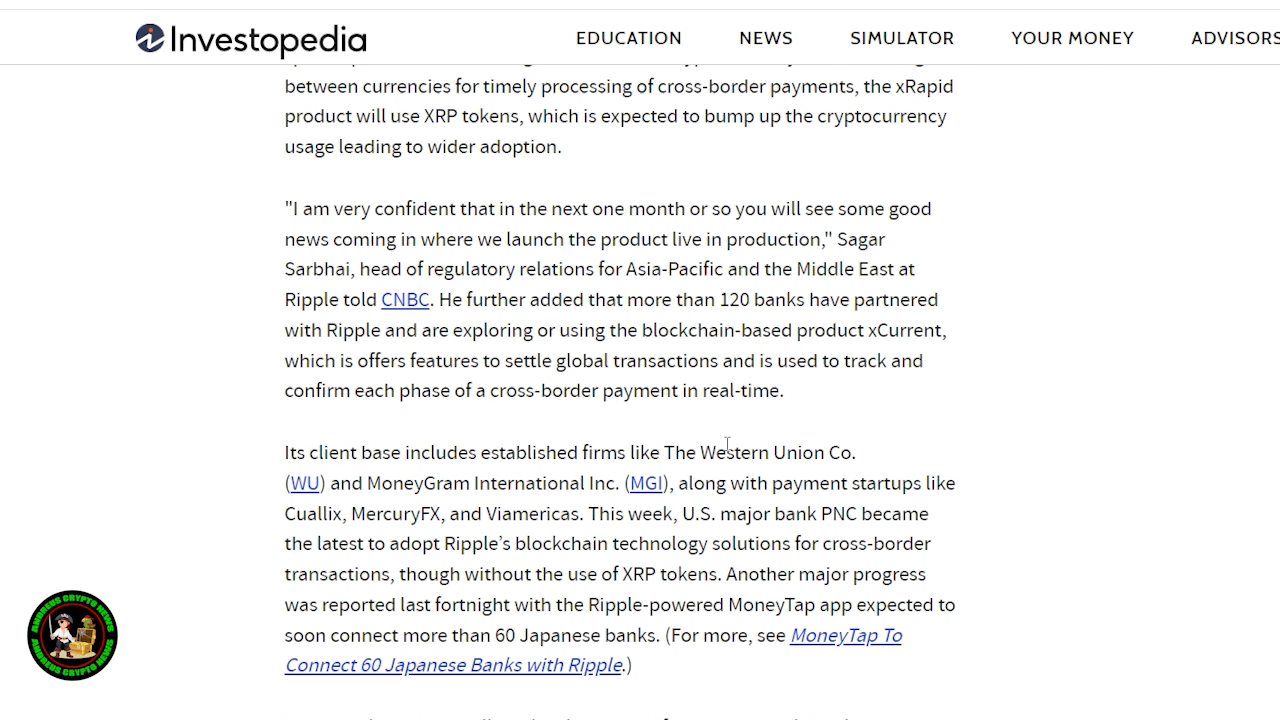 Investopedia
EDUCATION NEWS SIMULATOR YOUR MONEY ADVISORS
between currencies for timely processing of cross-border payments, the xRapid
product will use XRP tokens, which is expected to bump up the cryptocurrency
usage leading to wider adoption.
"I am very confident that in the next one month or so you will see some good
news coming in where we launch the product live in production," Sagar
Sarbhai, head of regulatory relations for Asia-Pacific and the Middle East at
Ripple told CNBC. He further added that more than 120 banks have partnered
with Ripple and are exploring or using the blockchain-based product xCurrent,
which is offers features to settle global transactions and is used to track and
confirm each phase of a cross-border payment in real-time.
Its client base includes established firms like The Western Union Co.
(WU) and MoneyGram International Inc. (MGI), along with payment startups like
Cuallix, MercuryFX, and Viamericas. This week, U.S. major bank PNC became
the latest to adopt Ripple’s blockchain technology solutions for cross-border
transactions, though without the use of XRP tokens. Another major progress
was reported last fortnight with the Ripple-powered MoneyTap app expected to
soon connect more than 60 Japanese banks. (For more, see MoneyTap To
Connect 60 Japanese Banks with Ripple.)
ANDREUS CRYPTO NEWS
ANDREUS CRYPTO NEWS